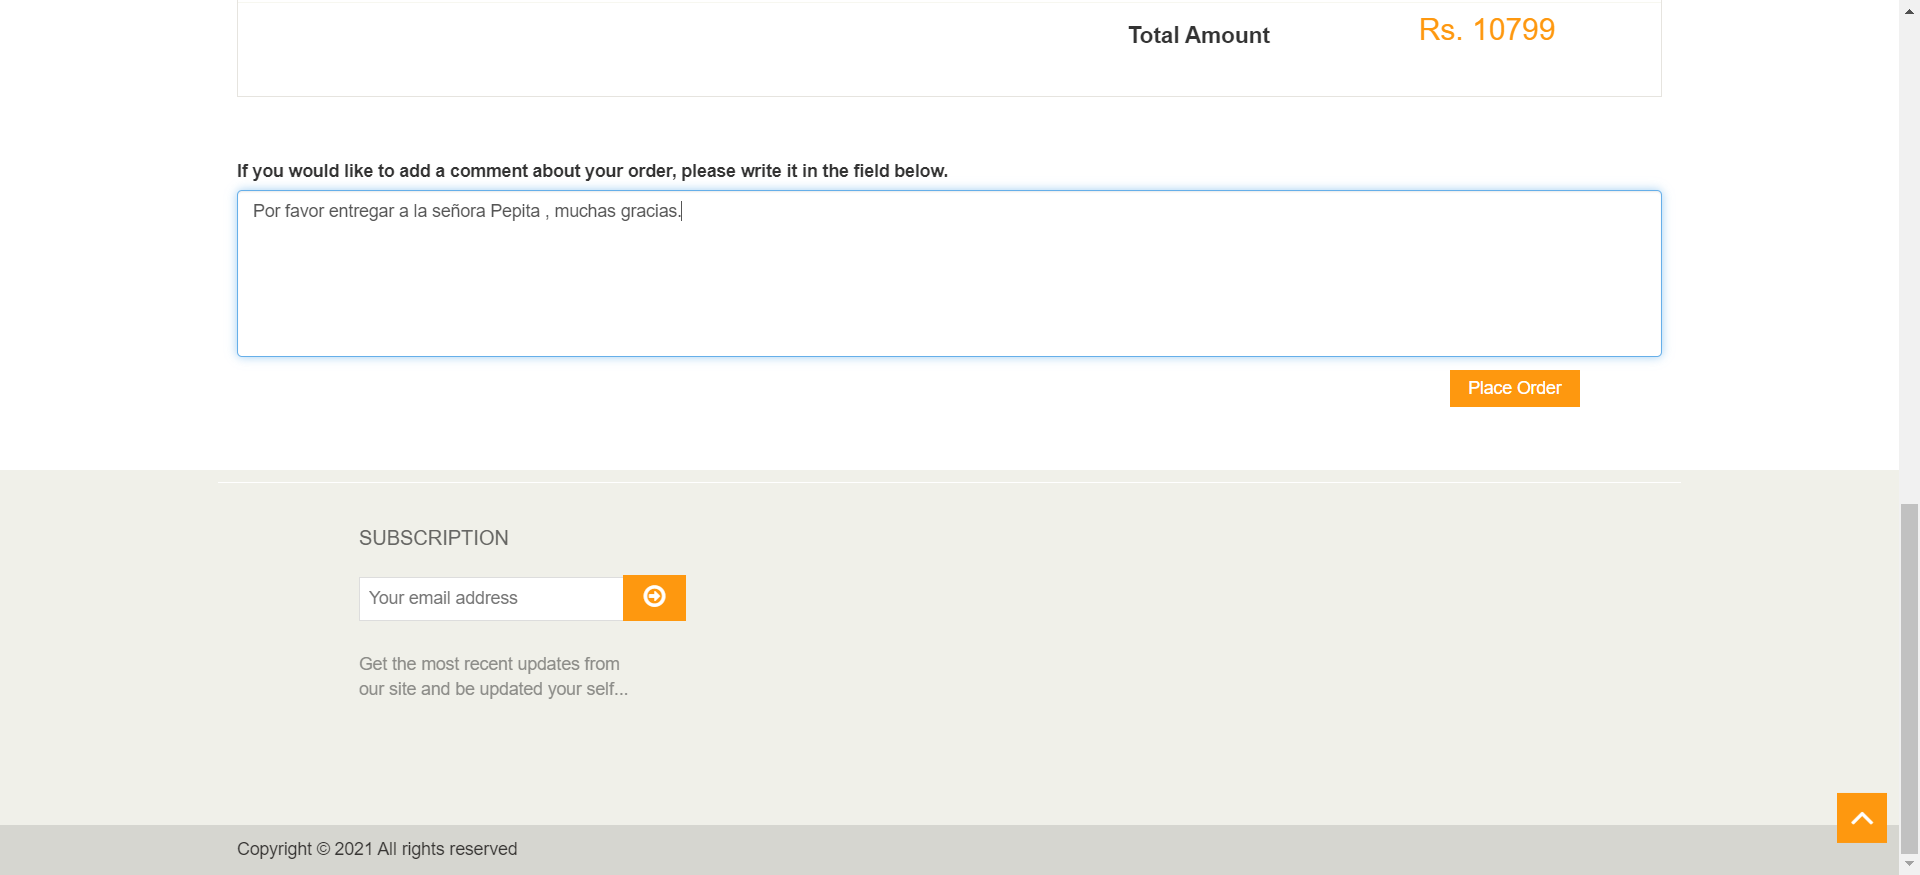 Total Amount Rs. 10799
If you would like to add a comment about your order, please write it in the field below.
Por favor entregar a la señora Pepita , muchas gracias.
Place Order
SUBSCRIPTION
Your email address
Get the most recent updates from
our site and be updated your self...
Copyright © 2021 All rights reserved